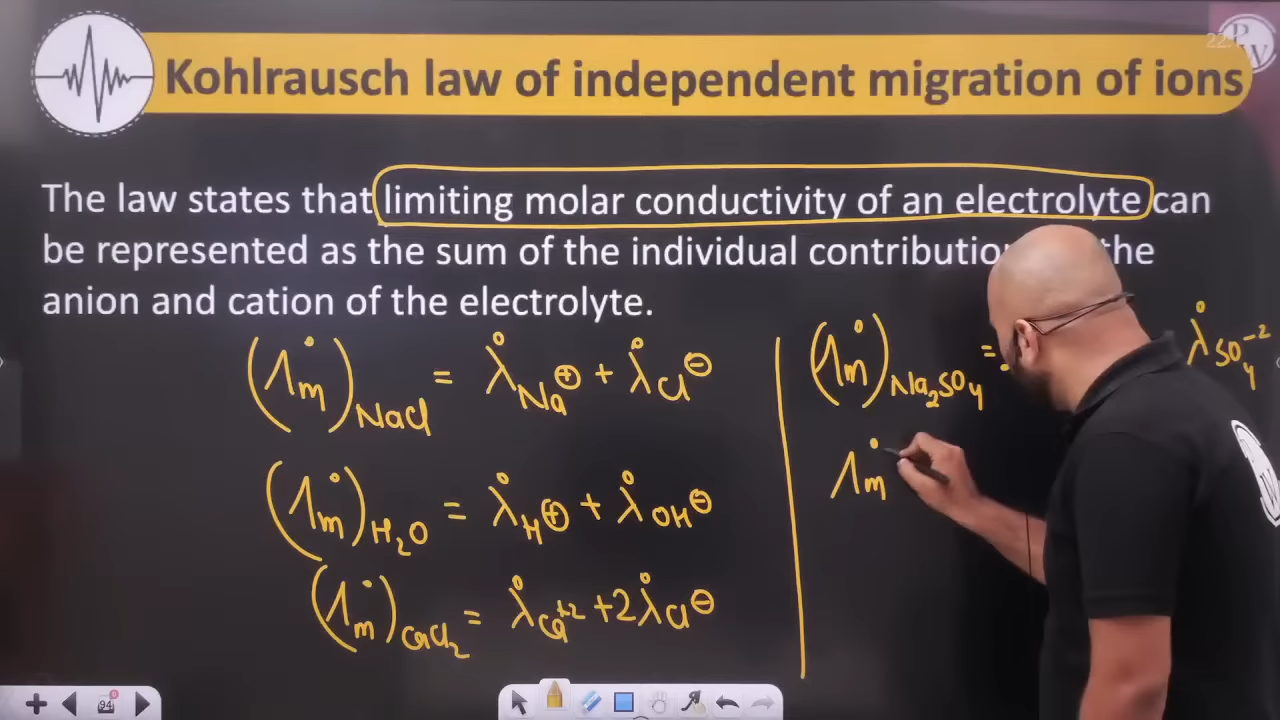 Kohlrausch law of independent migration of ions
The law states that limiting molar conductivity of an electrolyte can
be represented as the sum of the individual the
anion and cation of the electrolyte.
(Λ°m)NaCl = λ°Na⊕ + λ°Cl⊖
(Λ°m)H₂O = λ°H⊕ + λ°OH⊖
(Λ°m)CaCl₂ = λ°Ca⁺² + 2λ°Cl⊖
(Λ°m)Na₂SO₄ = λ°SO₄⁻²
Λ°m
94